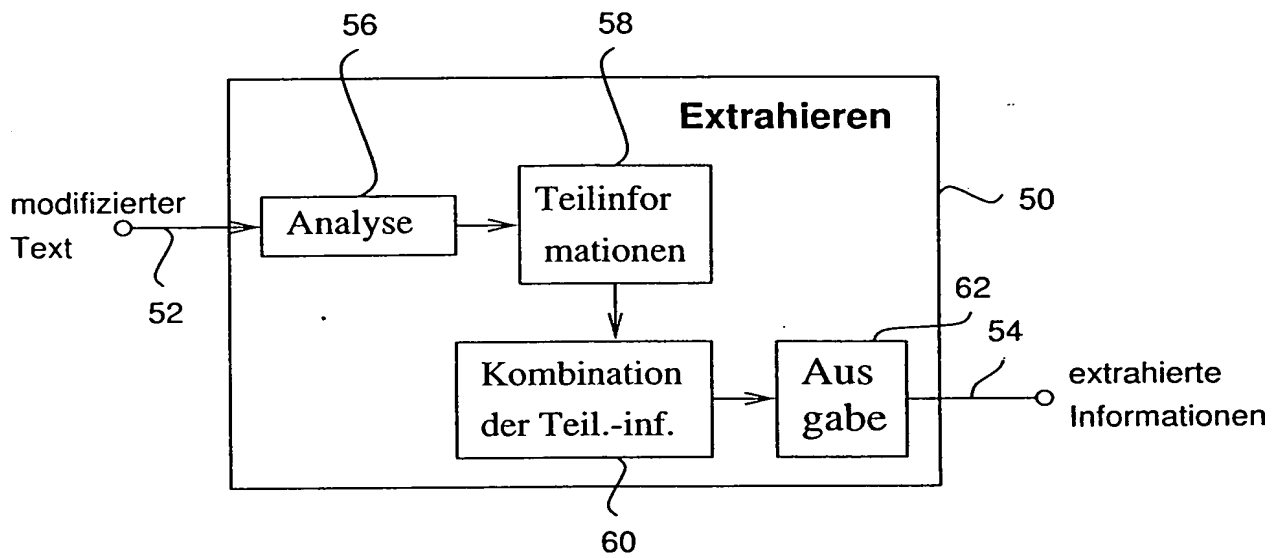 56
58
Extrahieren
modifizierter
Text
52
Analyse
Teilinfor
mationen
50
62
54
Kombination
der Teil.-inf.
Aus
gabe
extrahierte
Informationen
60